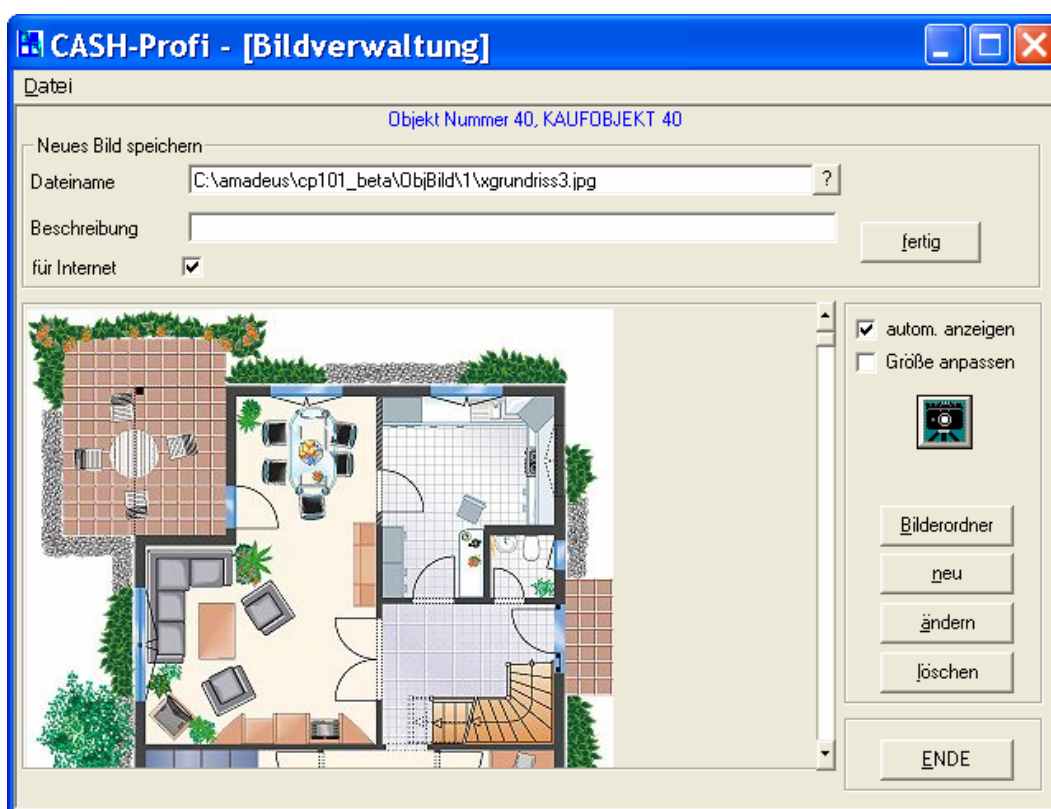 CASH-Profi - [Bildverwaltung]
Datei
Objekt Nummer 40, KAUFOBJEKT 40
Neues Bild speichern
Dateiname C:\amadeus\cp101_beta\ObjBild\1\xgrundriss3.jpg ?
Beschreibung
fertig
für Internet
autom. anzeigen
Größe anpassen
Bilderordner
neu
ändern
löschen
ENDE